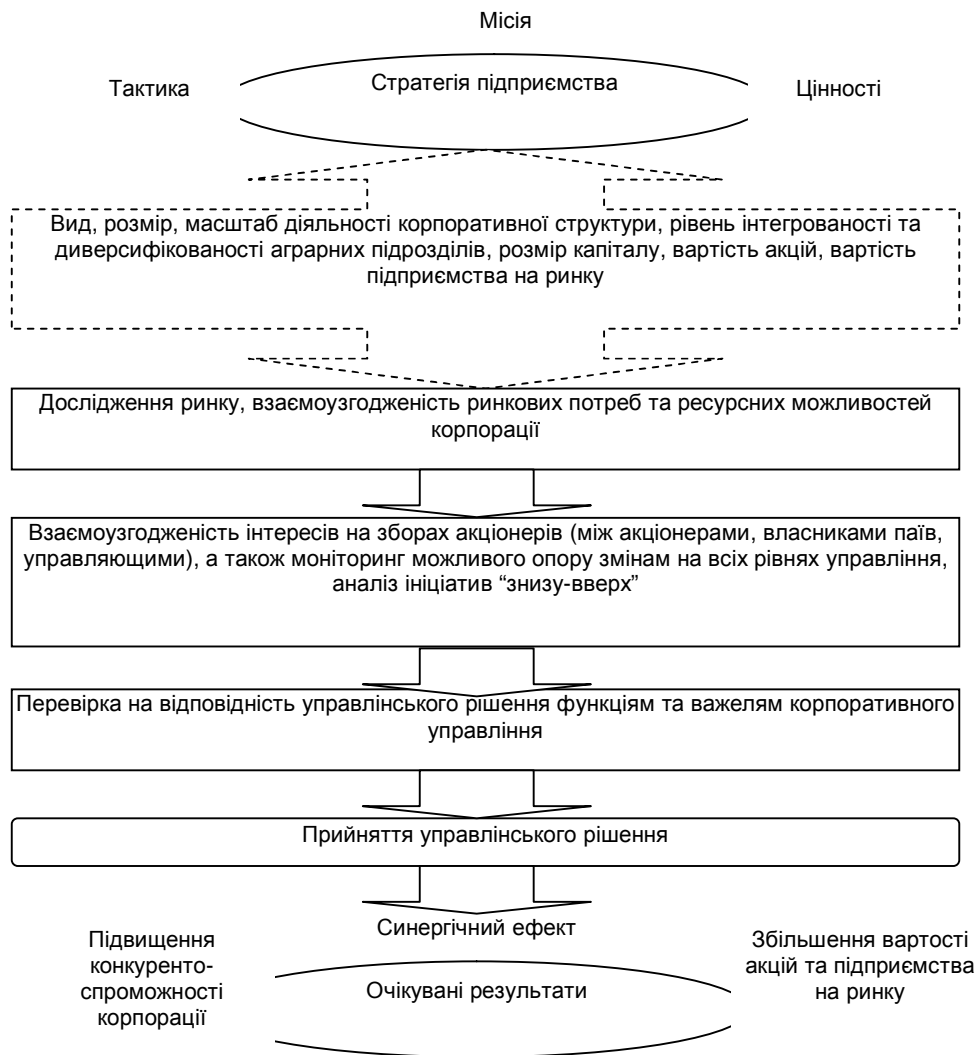 Місія
Тактика
Стратегія підприємства
Цінності
Вид, розмір, масштаб діяльності корпоративної структури, рівень інтегрованості та
диверсифікованості аграрних підрозділів, розмір капіталу, вартість акцій, вартість
підприємства на ринку
Дослідження ринку, взаємоузгодженість ринкових потреб та ресурсних можливостей
корпорації
Взаємоузгодженість інтересів на зборах акціонерів (між акціонерами, власниками паїв,
управляющими), а також моніторинг можливого опору змінам на всіх рівнях управління,
аналіз ініціатив “знизу-вверх”
Перевірка на відповідність управлінського рішення функціям та важелям корпоративного
управління
Прийняття управлінського рішення
Синергічний ефект
Підвищення
конкуренто-
спроможності
корпорації
Очікувані результати
Збільшення вартості
акцій та підприємства
на ринку